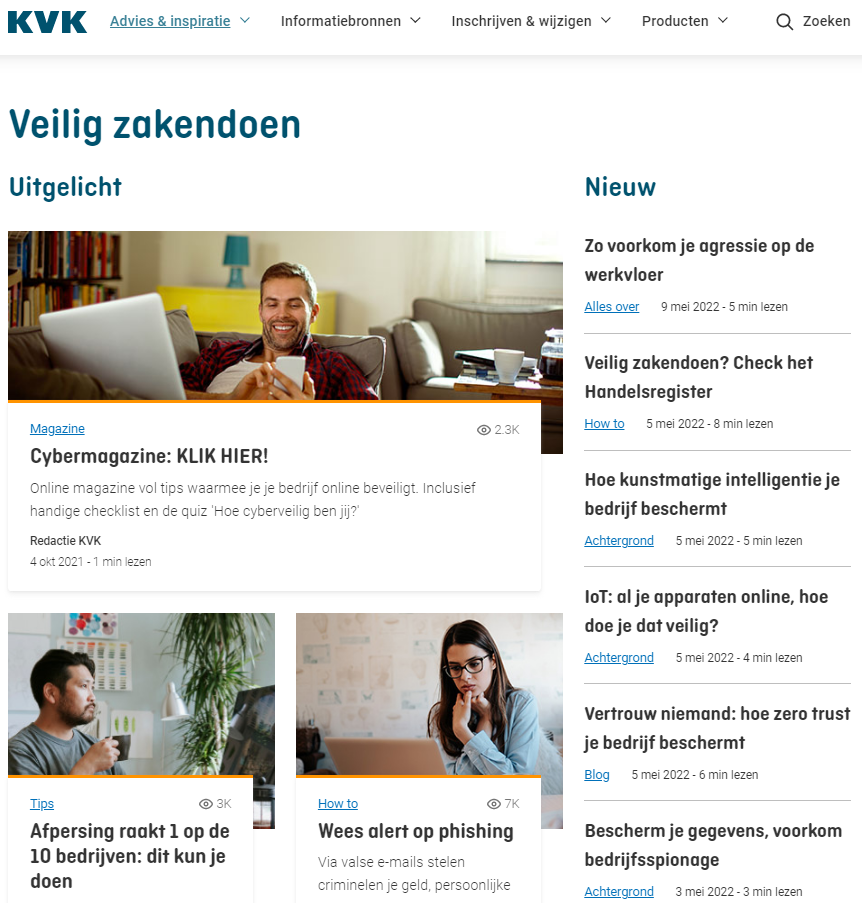 KVK Advies & inspiratie Informatiebronnen Inschrijven & wijzigen Producten Zoeken
Veilig zakendoen
Uitgelicht
Magazine 2.3K
Cybermagazine: KLIK HIER!
Online magazine vol tips waarmee je je bedrijf online beveiligt. Inclusief
handige checklist en de quiz 'Hoe cyberveilig ben jij?'
Redactie KVK
4 okt 2021 - 1 min lezen
Tips 3K
Afpersing raakt 1 op de
10 bedrijven: dit kun je
doen
How to 7K
Wees alert op phishing
Via valse e-mails stelen
criminelen je geld, persoonlijke
Nieuw
Zo voorkom je agressie op de
werkvloer
Alles over 9 mei 2022 - 5 min lezen
Veilig zakendoen? Check het
Handelsregister
How to 5 mei 2022 - 8 min lezen
Hoe kunstmatige intelligentie je
bedrijf beschermt
Achtergrond 5 mei 2022 - 5 min lezen
IoT: al je apparaten online, hoe
doe je dat veilig?
Achtergrond 5 mei 2022 - 4 min lezen
Vertrouw niemand: hoe zero trust
je bedrijf beschermt
Blog 5 mei 2022 - 6 min lezen
Bescherm je gegevens, voorkom
bedrijfsspionage
Achtergrond 3 mei 2022 - 3 min lezen